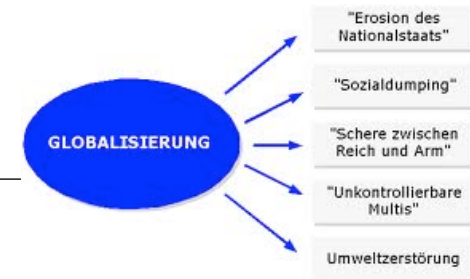 GLOBALISIERUNG
"Erosion des
Nationalstaats"
"Sozialdumping"
"Schere zwischen
Reich und Arm"
"Unkontrollierbare
Multis"
Umweltzerstörung